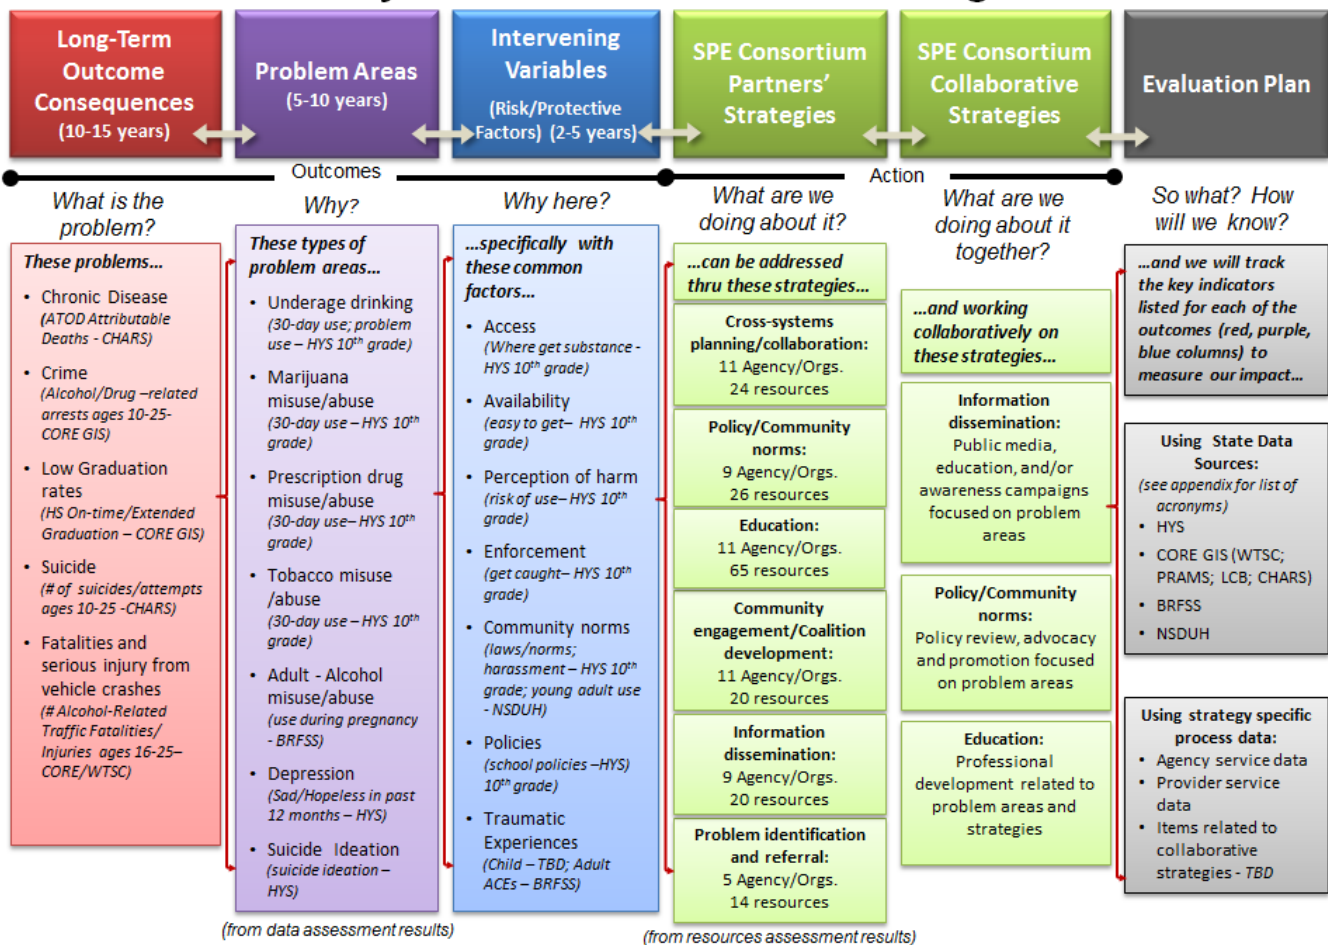 Long-Term
Outcome
Consequences
(10-15 years)
Problem Areas
(5-10 years)
Intervening
Variables
(Risk/Protective
Factors) (2-5 years)
SPE Consortium
Partners'
Strategies
SPE Consortium
Collaborative
Strategies
Evaluation Plan
Outcomes
Action
What is the
problem?
These problems...
• Chronic Disease
(ATOD Attributable
Deaths - CHARS)
• Crime
(Alcohol/Drug –related
arrests ages 10-25-
CORE GIS)
• Low Graduation
rates
(HS On-time/Extended
Graduation – CORE GIS)
• Suicide
(# of suicides/attempts
ages 10-25 -CHARS)
• Fatalities and
serious injury from
vehicle crashes
(# Alcohol-Related
Traffic Fatalities/
Injuries ages 16-25–
CORE/WTSC)
Why?
These types of
problem areas...
• Underage drinking
(30-day use; problem
use – HYS 10th grade)
• Marijuana
misuse/abuse
(30-day use – HYS 10th
grade)
• Prescription drug
misuse/abuse
(30-day use– HYS 10th
grade)
• Tobacco misuse
/abuse
(30-day use – HYS 10th
grade)
• Adult - Alcohol
misuse/abuse
(use during pregnancy
- BRFSS)
• Depression
(Sad/Hopeless in past
12 months – HYS)
• Suicide Ideation
(suicide ideation –
HYS)
(from data assessment results)
Why here?
...specifically with
these common
factors...
• Access
(Where get substance -
HYS 10th grade)
• Availability
(easy to get– HYS 10th
grade)
• Perception of harm
(risk of use– HYS 10th
grade)
• Enforcement
(get caught– HYS 10th
grade)
• Community norms
(laws/norms;
harassment – HYS 10th
grade; young adult use
- NSDUH)
• Policies
(school policies –HYS)
10th grade)
• Traumatic
Experiences
(Child – TBD; Adult
ACEs – BRFSS)
What are we
doing about it?
...can be addressed
thru these strategies...
Cross-systems
planning/collaboration:
11 Agency/Orgs.
24 resources
Policy/Community
norms:
9 Agency/Orgs.
26 resources
Education:
11 Agency/Orgs.
65 resources
Community
engagement/Coalition
development:
11 Agency/Orgs.
20 resources
Information
dissemination:
9 Agency/Orgs.
20 resources
Problem identification
and referral:
5 Agency/Orgs.
14 resources
(from resources assessment results)
What are we
doing about it
together?
...and working
collaboratively on
these strategies...
Information
dissemination:
Public media,
education, and/or
awareness campaigns
focused on problem
areas
Policy/Community
norms:
Policy review, advocacy
and promotion focused
on problem areas
Education:
Professional
development related to
problem areas and
strategies
So what? How
will we know?
...and we will track
the key indicators
listed for each of the
outcomes (red, purple,
blue columns) to
measure our impact...
Using State Data
Sources:
(see appendix for list of
acronyms)
• HYS
• CORE GIS (WTSC;
PRAMS; LCB; CHARS)
• BRFSS
• NSDUH
Using strategy specific
process data:
• Agency service data
• Provider service
data
• Items related to
collaborative
strategies - TBD